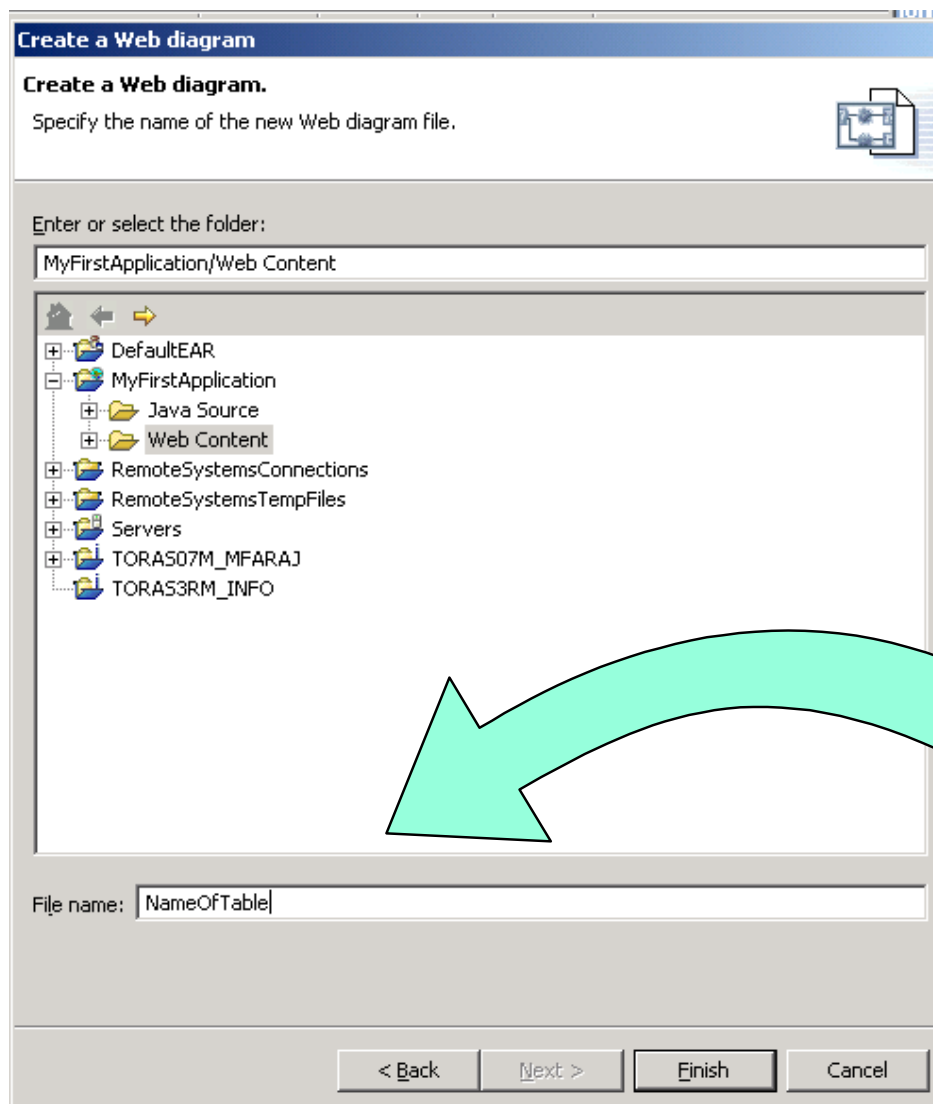 Create a Web diagram
Create a Web diagram.
Specify the name of the new Web diagram file.
Enter or select the folder:
MyFirstApplication/Web Content
DefaultEAR
MyFirstApplication
Java Source
Web Content
RemoteSystemsConnections
RemoteSystemsTempFiles
Servers
TORAS07M_MFARAJ
TORAS3RM_INFO
File name: NameOfTable
< Back Next > Finish Cancel